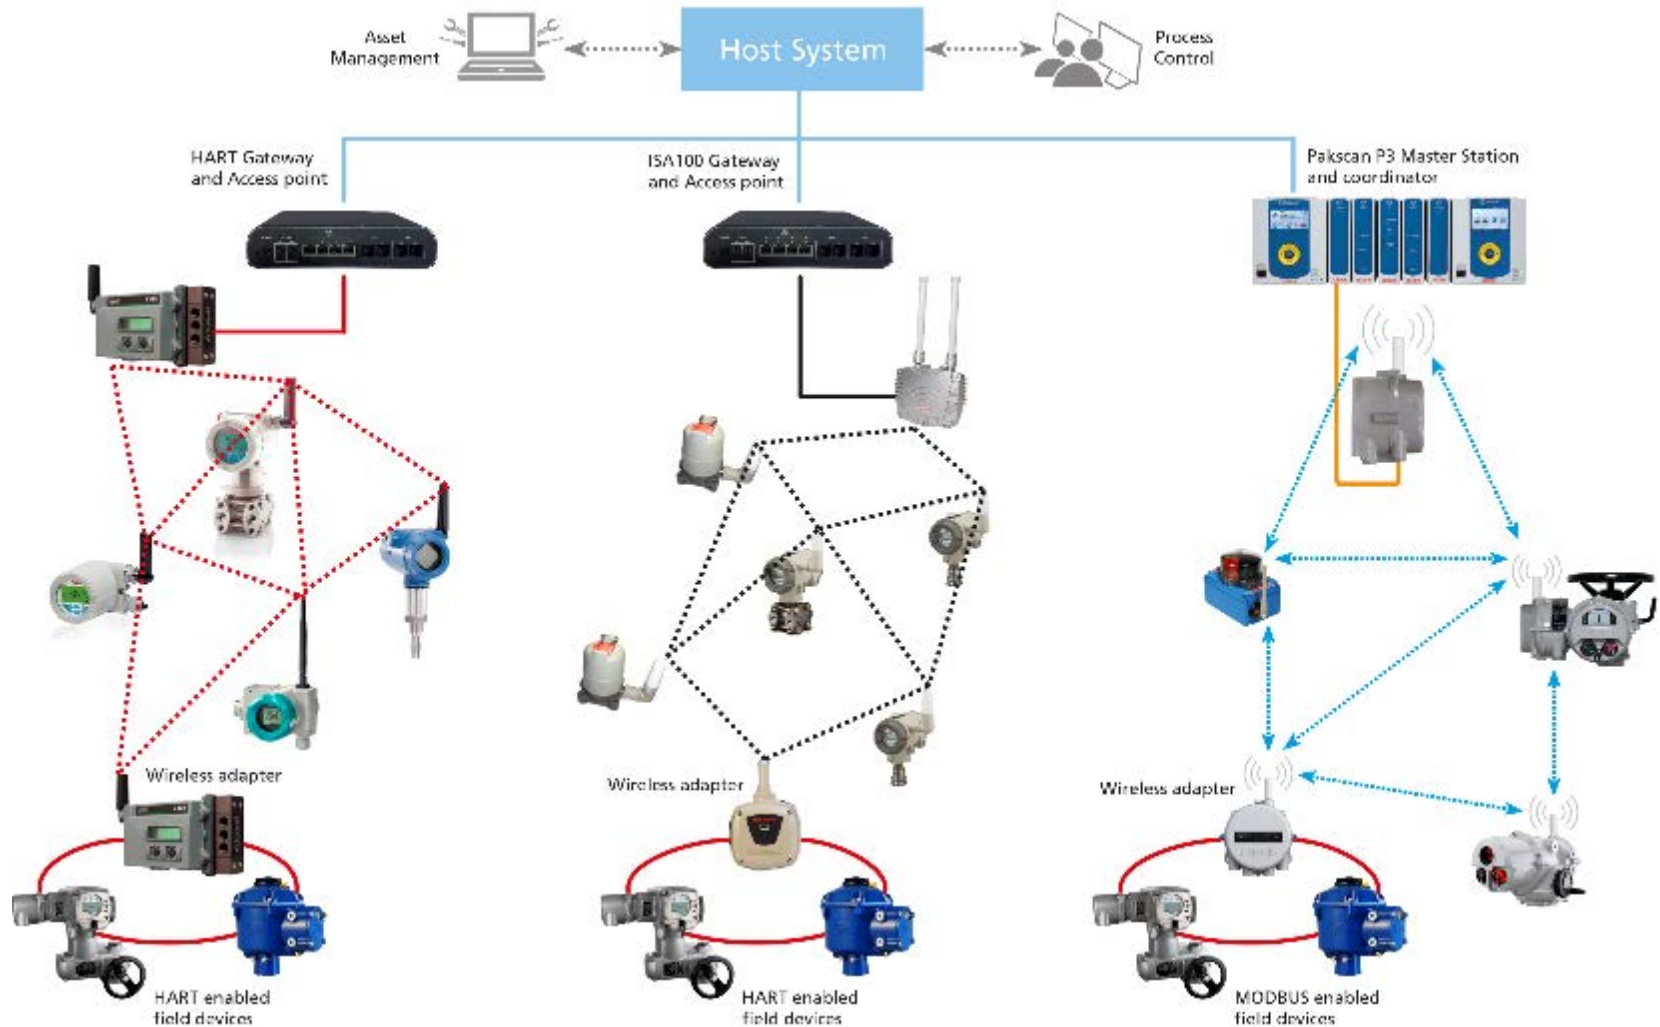 Asset
Management
Host System
Process
Control
HART Gateway
and Access point
ISA100 Gateway
and Access point
Pakscan P3 Master Station
and coordinator
Wireless adapter
Wireless adapter
Wireless adapter
HART enabled
field devices
HART enabled
field devices
MODBUS enabled
field devices